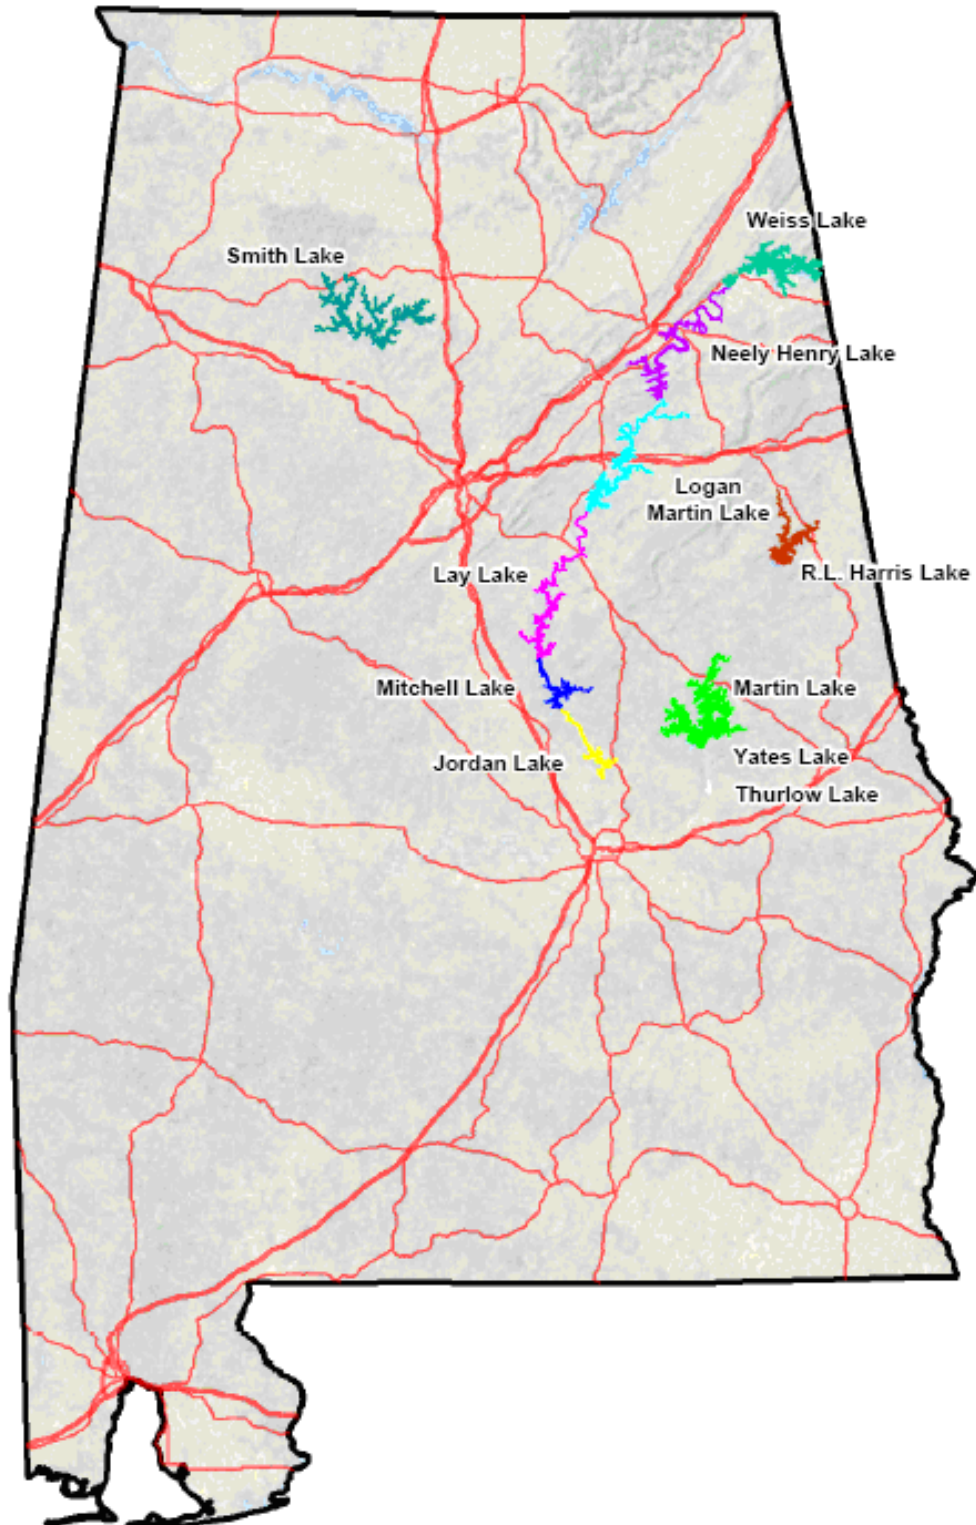 Weiss Lake
Smith Lake
Neely Henry Lake
Logan
Martin Lake
R.L. Harris Lake
Lay Lake
Mitchell Lake
Martin Lake
Jordan Lake
Yates Lake
Thurlow Lake